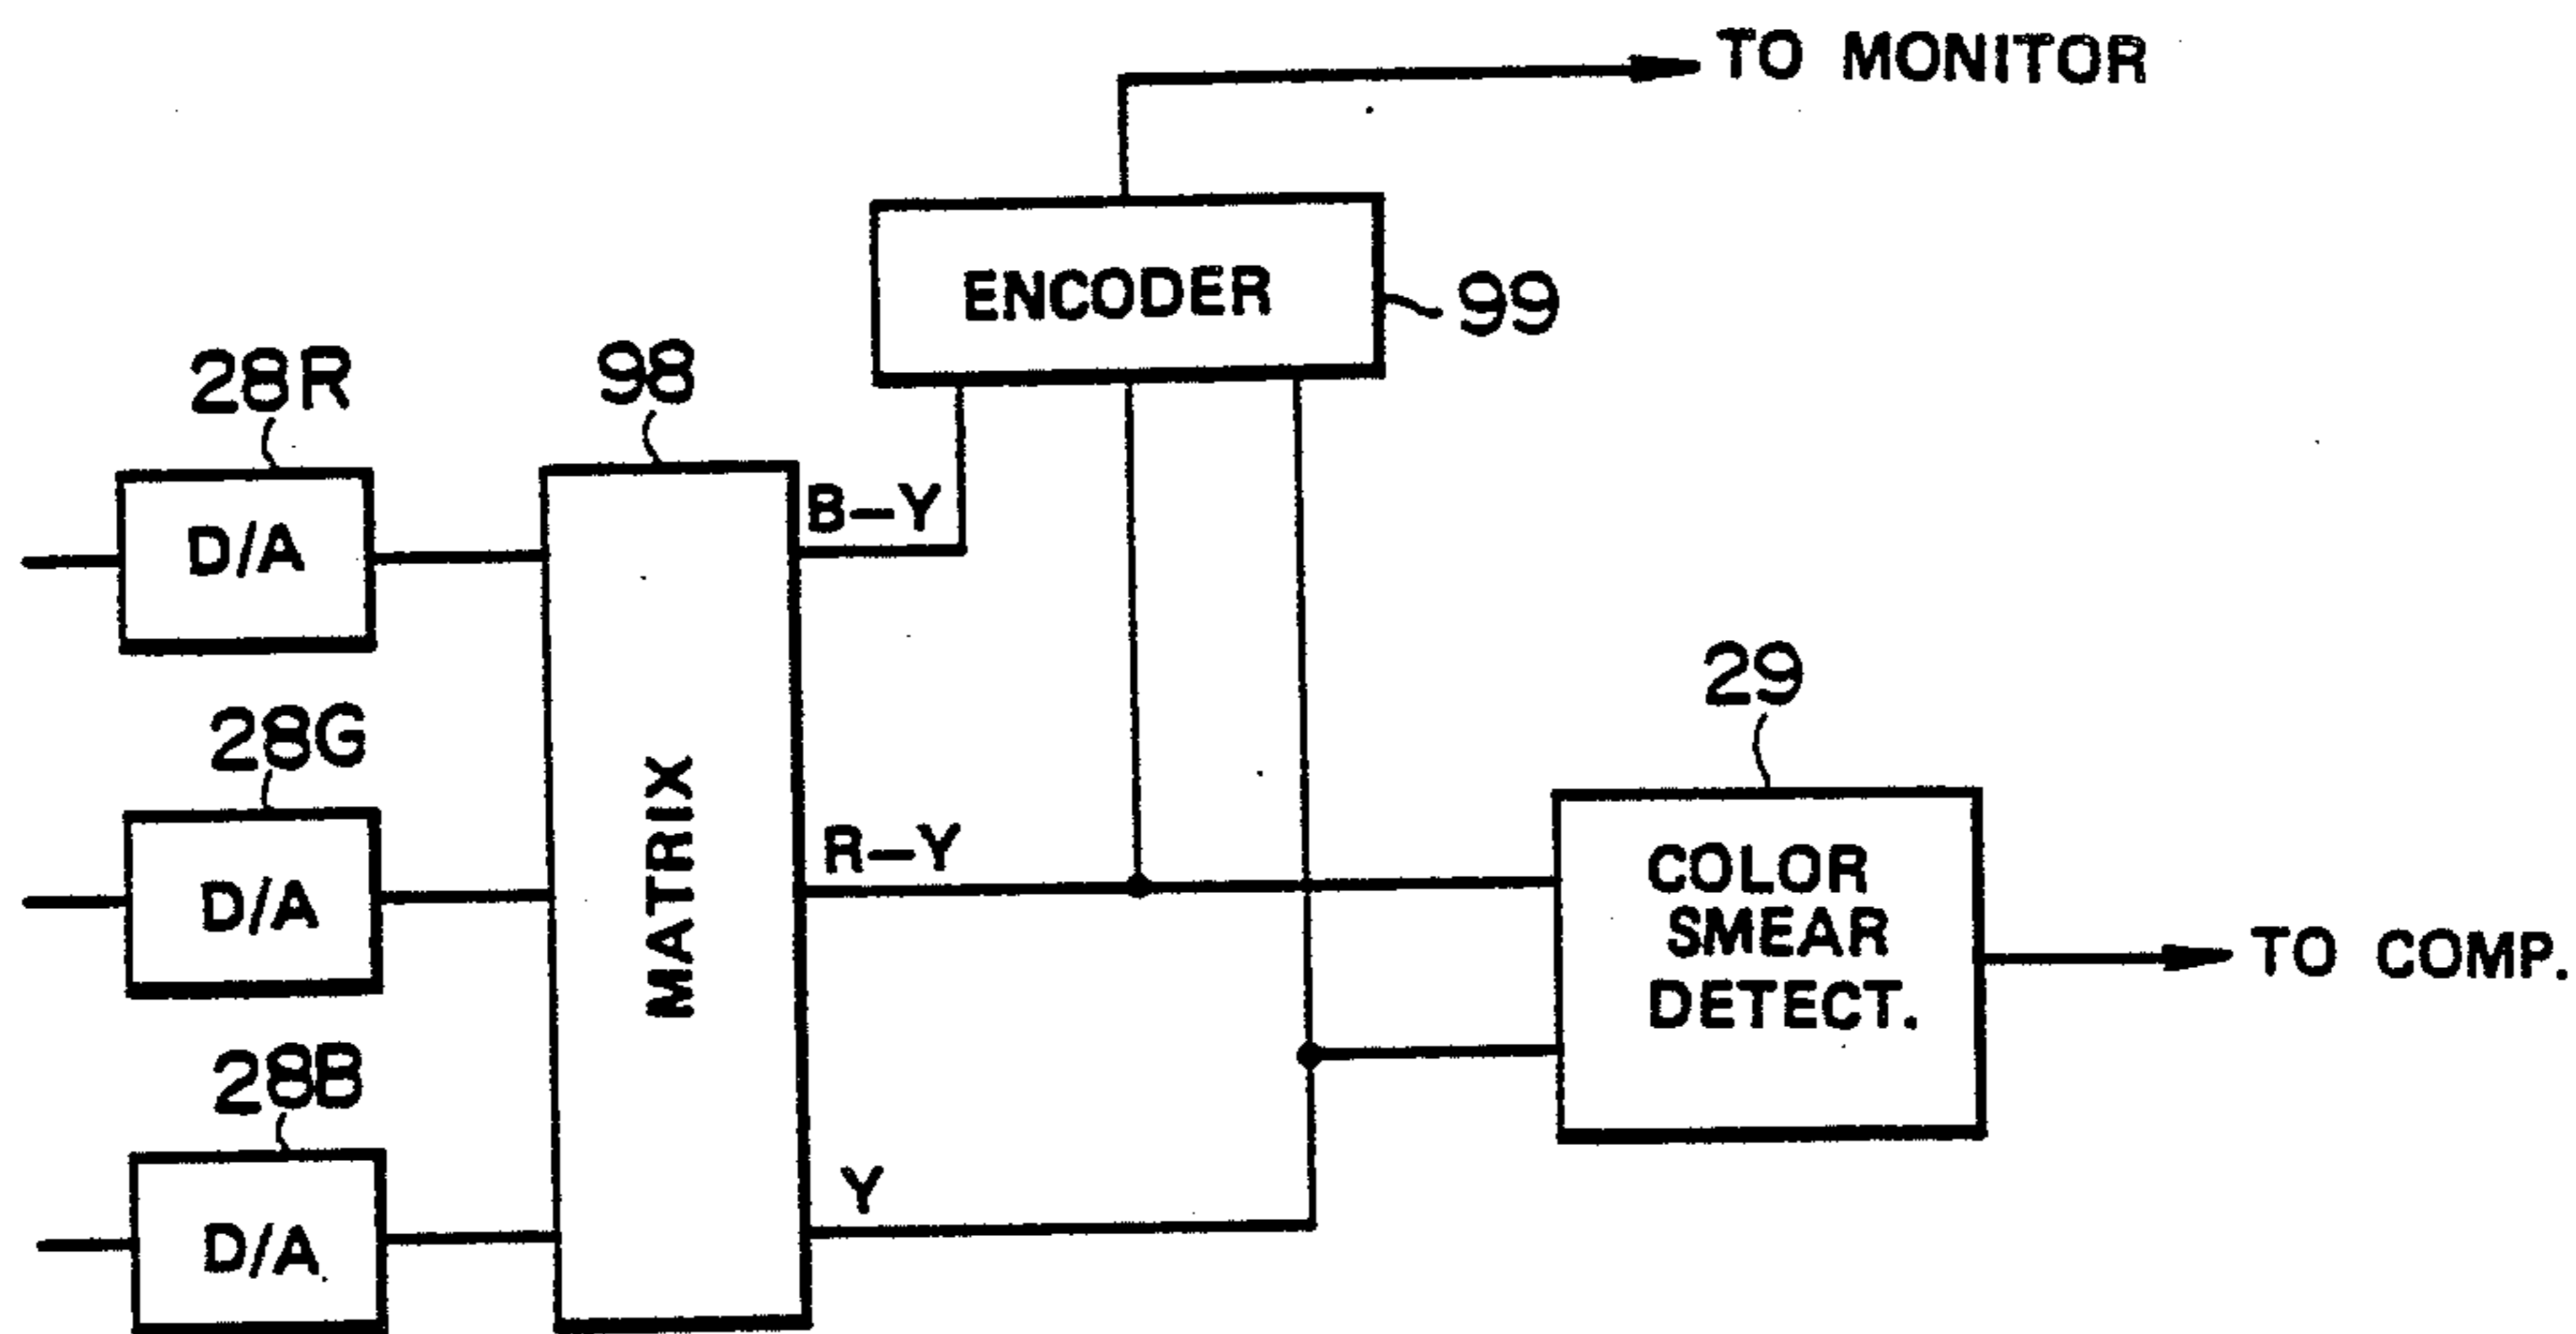 TO MONITOR
ENCODER
99
28R
98
D/A
B-Y
28G
29
D/A
MATRIX
R-Y
COLOR
SMEAR
DETECT.
TO COMP.
28B
Y
D/A